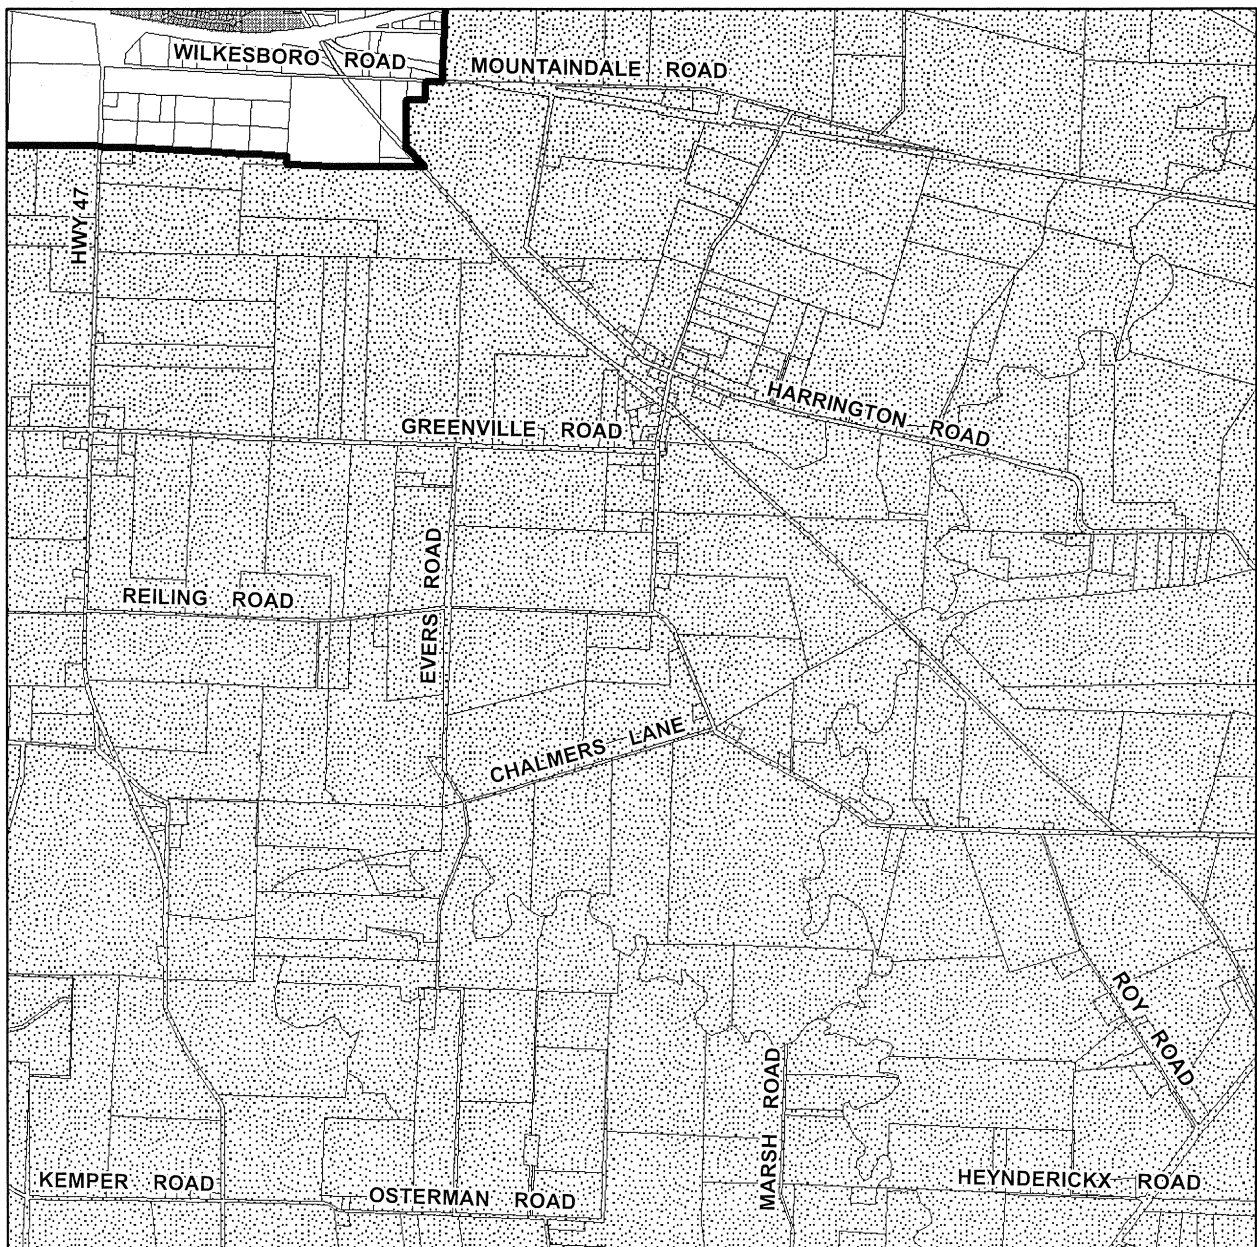 WILKESBORO ROAD
MOUNTAINDALE ROAD
HWY 47
HARRINGTON ROAD
GREENVILLE ROAD
EVERS ROAD
REILING ROAD
CHALMERS LANE
ROY ROAD
MARSH ROAD
KEMPER ROAD
OSTERMAN ROAD
HEYNDERICKX ROAD